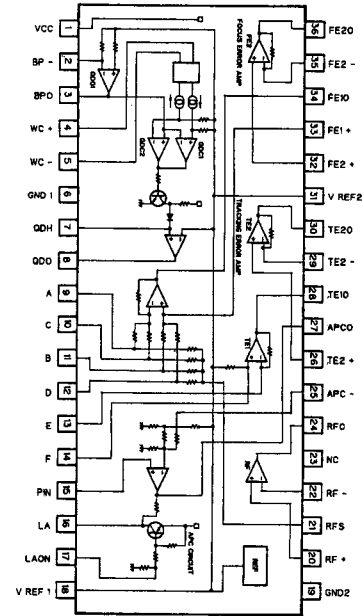 VCC 1
BP - 2
BPO 3
WC + 4
WC - 5
GND 1 6
QDH 7
QDO 8
A 9
C 10
B 11
D 12
E 13
F 14
PIN 15
LA 16
LAON 17
V REF 1 18
QDO1
QDC2
QDC1
APC CIRCUIT
FOCUS ERROR AMP
FE2
TRACKING ERROR AMP
TE2
TE1
RF
REF
36 FE2O
35 FE2 -
34 FE1O
33 FE1 +
32 FE2 +
31 V REF2
30 TE2O
29 TE2 -
28 TE1O
27 APCO
26 TE2 +
25 APC -
24 RFO
23 NC
22 RF -
21 RFS
20 RF +
19 GND2